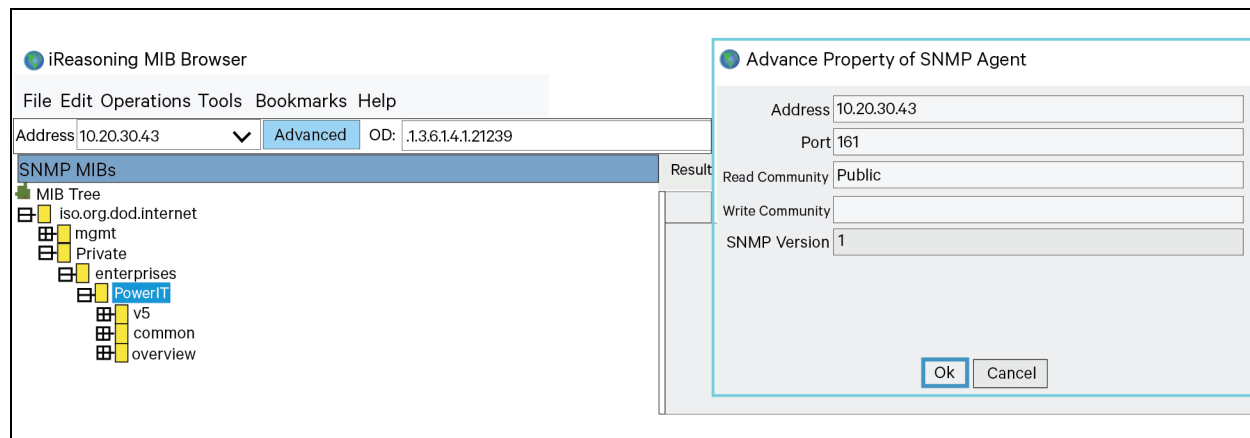 iReasoning MIB Browser
File Edit Operations Tools Bookmarks Help
Address 10.20.30.43 Advanced OD: .1.3.6.1.4.1.21239
SNMP MIBs
Result
MIB Tree
iso.org.dod.internet
mgmt
Private
enterprises
PowerIT
v5
common
overview
Advance Property of SNMP Agent
Address 10.20.30.43
Port 161
Read Community Public
Write Community
SNMP Version 1
Ok Cancel